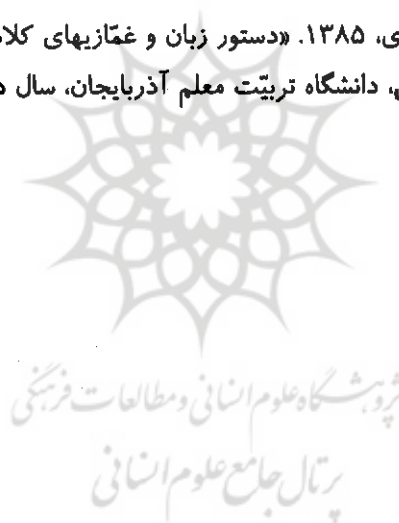 ی، ۱۳۸۵. «دستور زبان و غمّازیهای کلا
ی، دانشگاه تربیّت معلم آذربایجان، سال
پژوهشگاه علوم انسانی و مطالعات فرهنگی
پرتال جامع علوم انسانی